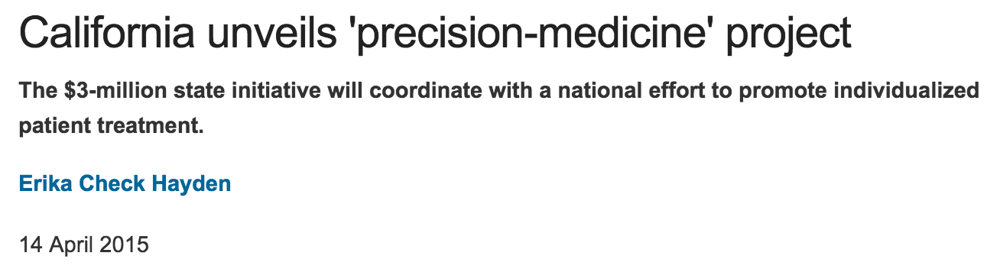 California unveils 'precision-medicine' project
The $3-million state initiative will coordinate with a national effort to promote individualized
patient treatment.
Erika Check Hayden
14 April 2015